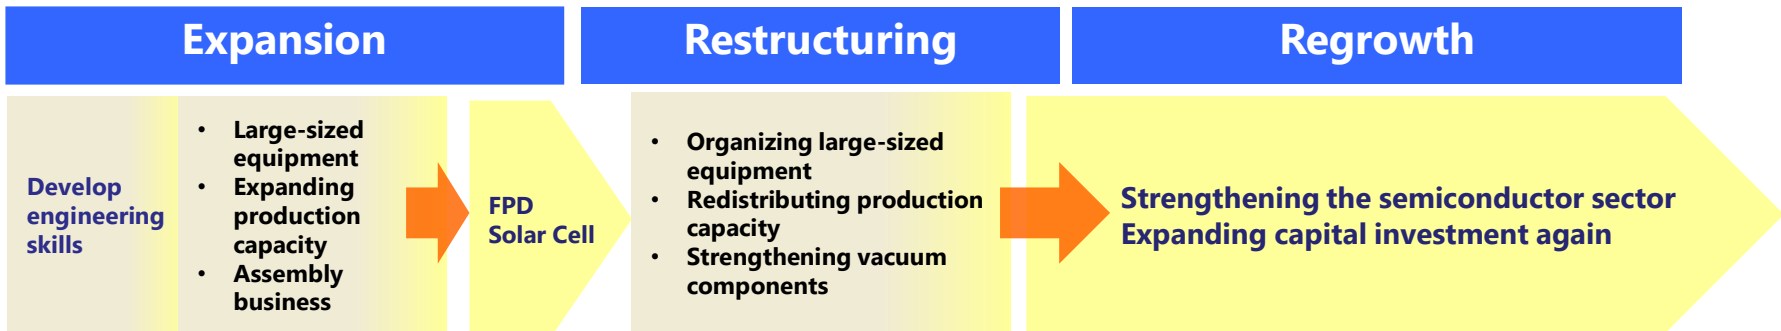 Expansion
Restructuring
Regrowth
Develop
engineering
skills
• Large-sized
equipment
• Expanding
production
capacity
• Assembly
business
FPD
Solar Cell
• Organizing large-sized
equipment
• Redistributing production
capacity
• Strengthening vacuum
components
Strengthening the semiconductor sector
Expanding capital investment again